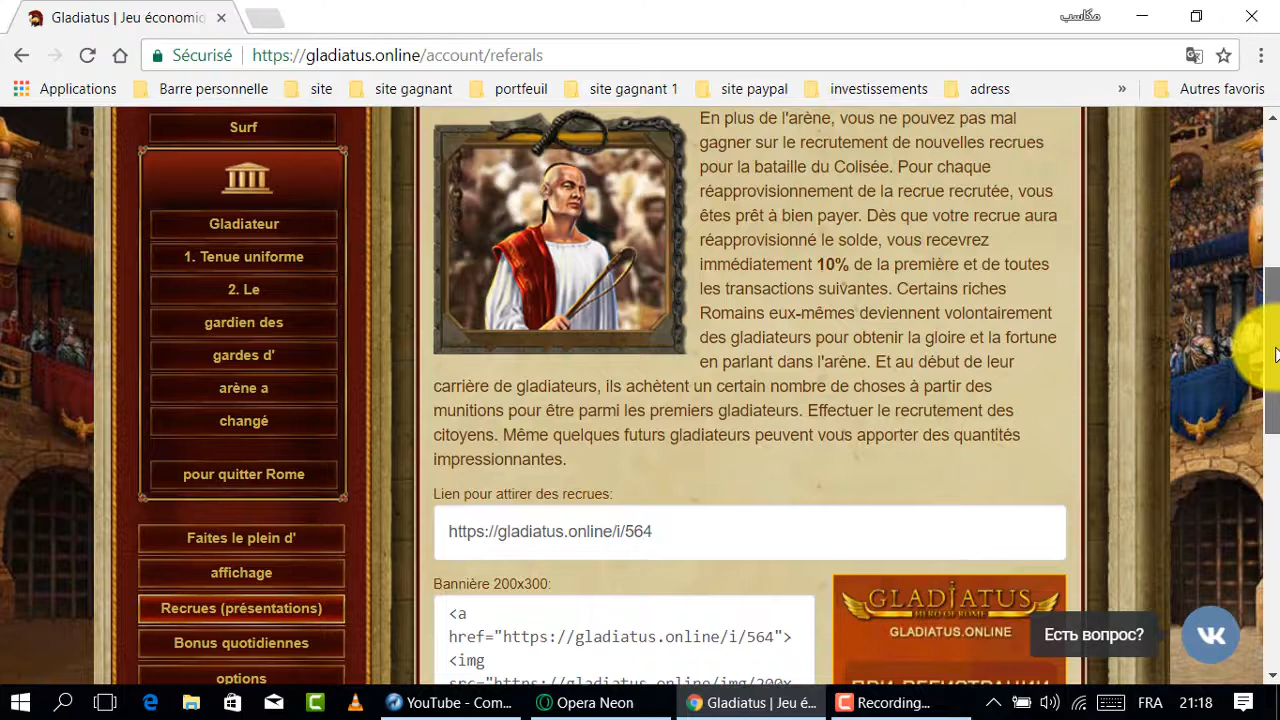 Gladiatus | Jeu économiq
مكاسب
Sécurisé https://gladiatus.online/account/referals
Applications Barre personnelle site site gagnant portfeuil site gagnant 1 site paypal investissements adress » Autres favoris
Surf
Gladiateur
1. Tenue uniforme
2. Le
gardien des
gardes d'
arène a
changé
pour quitter Rome
Faites le plein d'
affichage
Recrues (présentations)
Bonus quotidiennes
options
En plus de l'arène, vous ne pouvez pas mal
gagner sur le recrutement de nouvelles recrues
pour la bataille du Colisée. Pour chaque
réapprovisionnement de la recrue recrutée, vous
êtes prêt à bien payer. Dès que votre recrue aura
réapprovisionné le solde, vous recevrez
immédiatement 10% de la première et de toutes
les transactions suivantes. Certains riches
Romains eux-mêmes deviennent volontairement
des gladiateurs pour obtenir la gloire et la fortune
en parlant dans l'arène. Et au début de leur
carrière de gladiateurs, ils achètent un certain nombre de choses à partir des
munitions pour être parmi les premiers gladiateurs. Effectuer le recrutement des
citoyens. Même quelques futurs gladiateurs peuvent vous apporter des quantités
impressionnantes.
Lien pour attirer des recrues:
https://gladiatus.online/i/564
Bannière 200x300:
<a
href="https://gladiatus.online/i/564">
<img
src="https://gladiatus.online/img/200x
GLADIATUS
HERO OF ROME
GLADIATUS.ONLINE
ПРИ РЕГИСТРАЦИИ
Есть вопрос?
YouTube - Com... Opera Neon Gladiatus | Jeu é... Recording... FRA 21:18